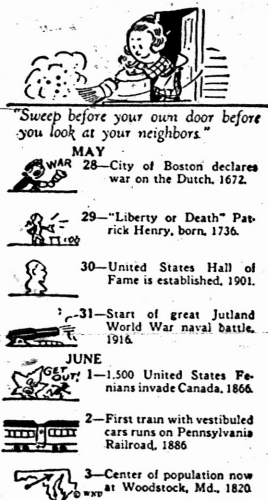 "Sweep before your own door before
you look at your neighbors."
MAY
WAR
28—City of Boston declares
war on the Dutch, 1672.
29—"Liberty or Death" Pat-
rick Henry, born, 1736.
30—United States Hall of
Fame is established, 1901.
31—Start of great Jutland
World War naval battle,
1916.
JUNE
GET OUT!
1—1,500 United States Fe-
nians invade Canada, 1866.
2—First train with vestibuled
cars runs on Pennsylvania
Railroad, 1886
3—Center of population now
at Woodstock, Md., 1820.
© WNU